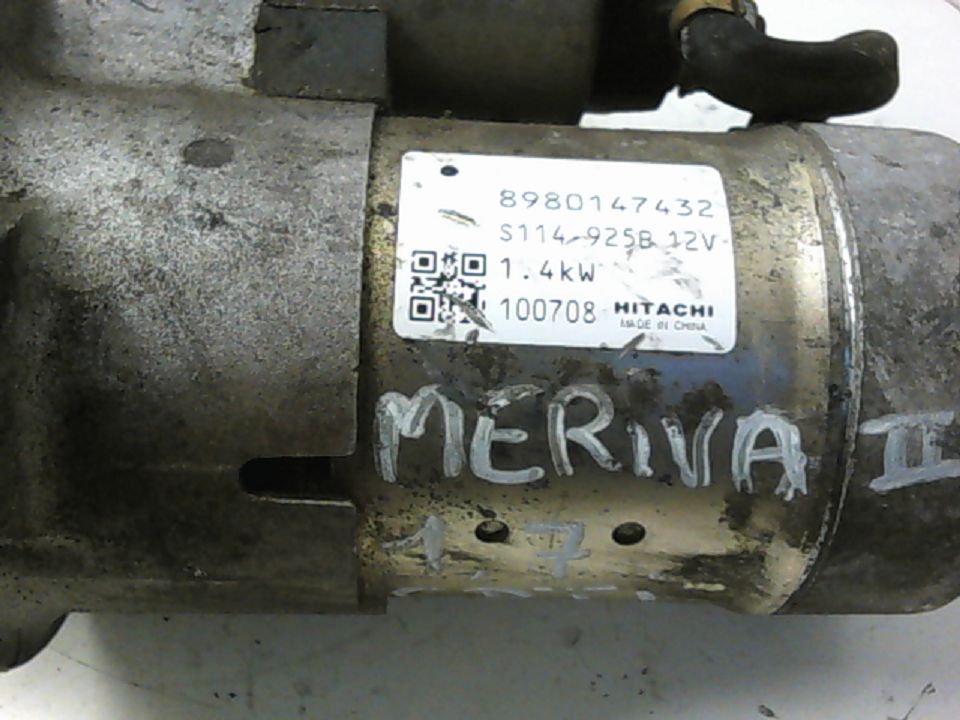 8980147432
S114-925B 12V
1.4kW
100708 HITACHI
MADE IN CHINA
MERIVA II
1,7